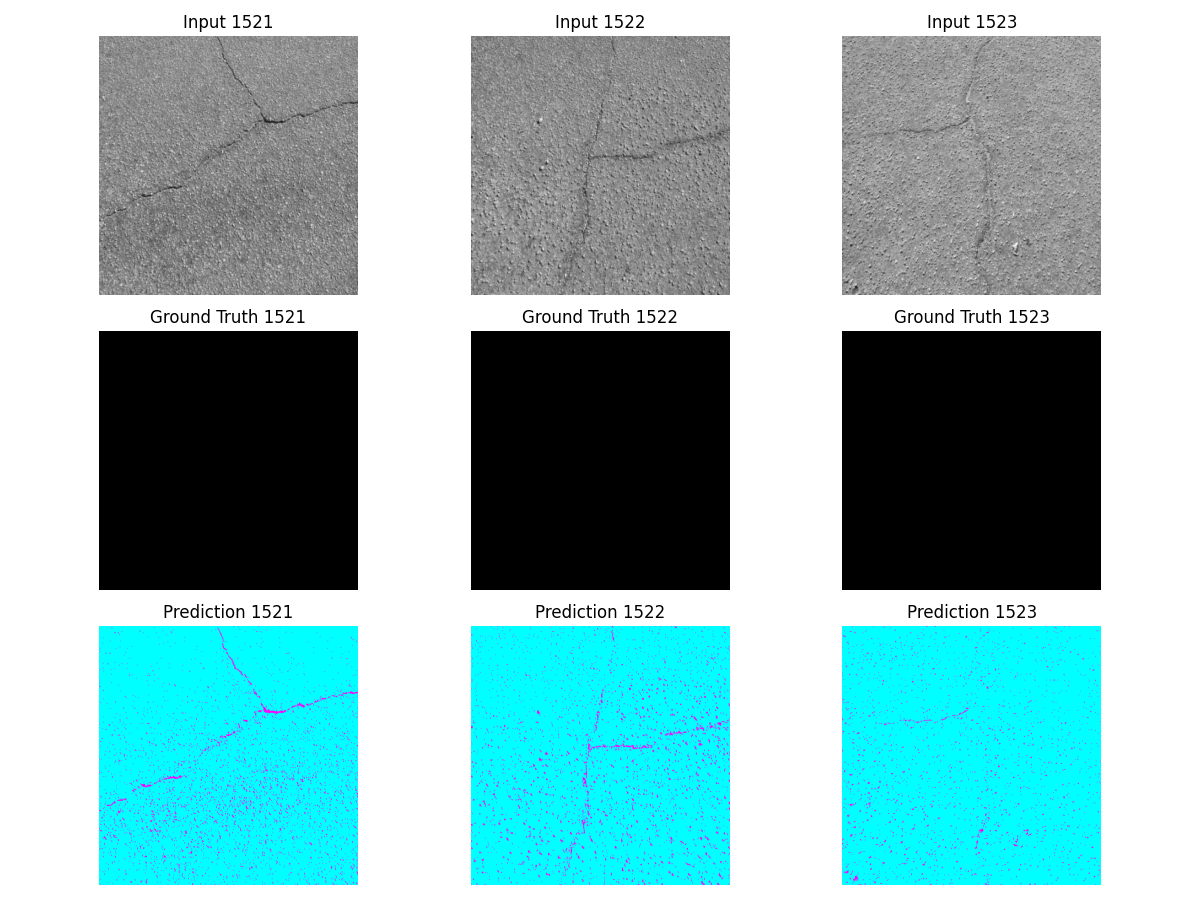 Input 1521
Input 1522
Input 1523
Ground Truth 1521
Ground Truth 1522
Ground Truth 1523
Prediction 1521
Prediction 1522
Prediction 1523